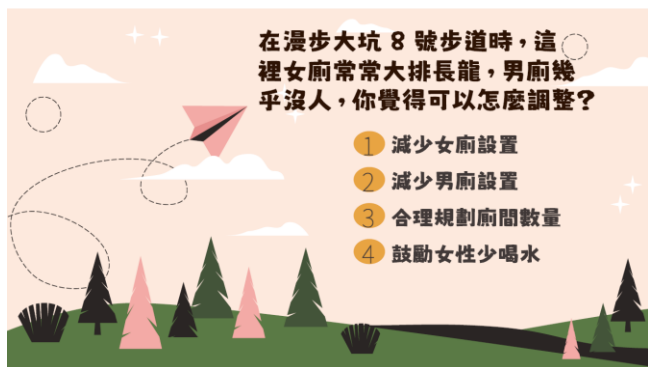 在漫步大坑 8 號步道時，這
裡女廁常常大排長龍，男廁幾
乎沒人，你覺得可以怎麼調整？
1 減少女廁設置
2 減少男廁設置
3 合理規劃廁間數量
4 鼓勵女性少喝水